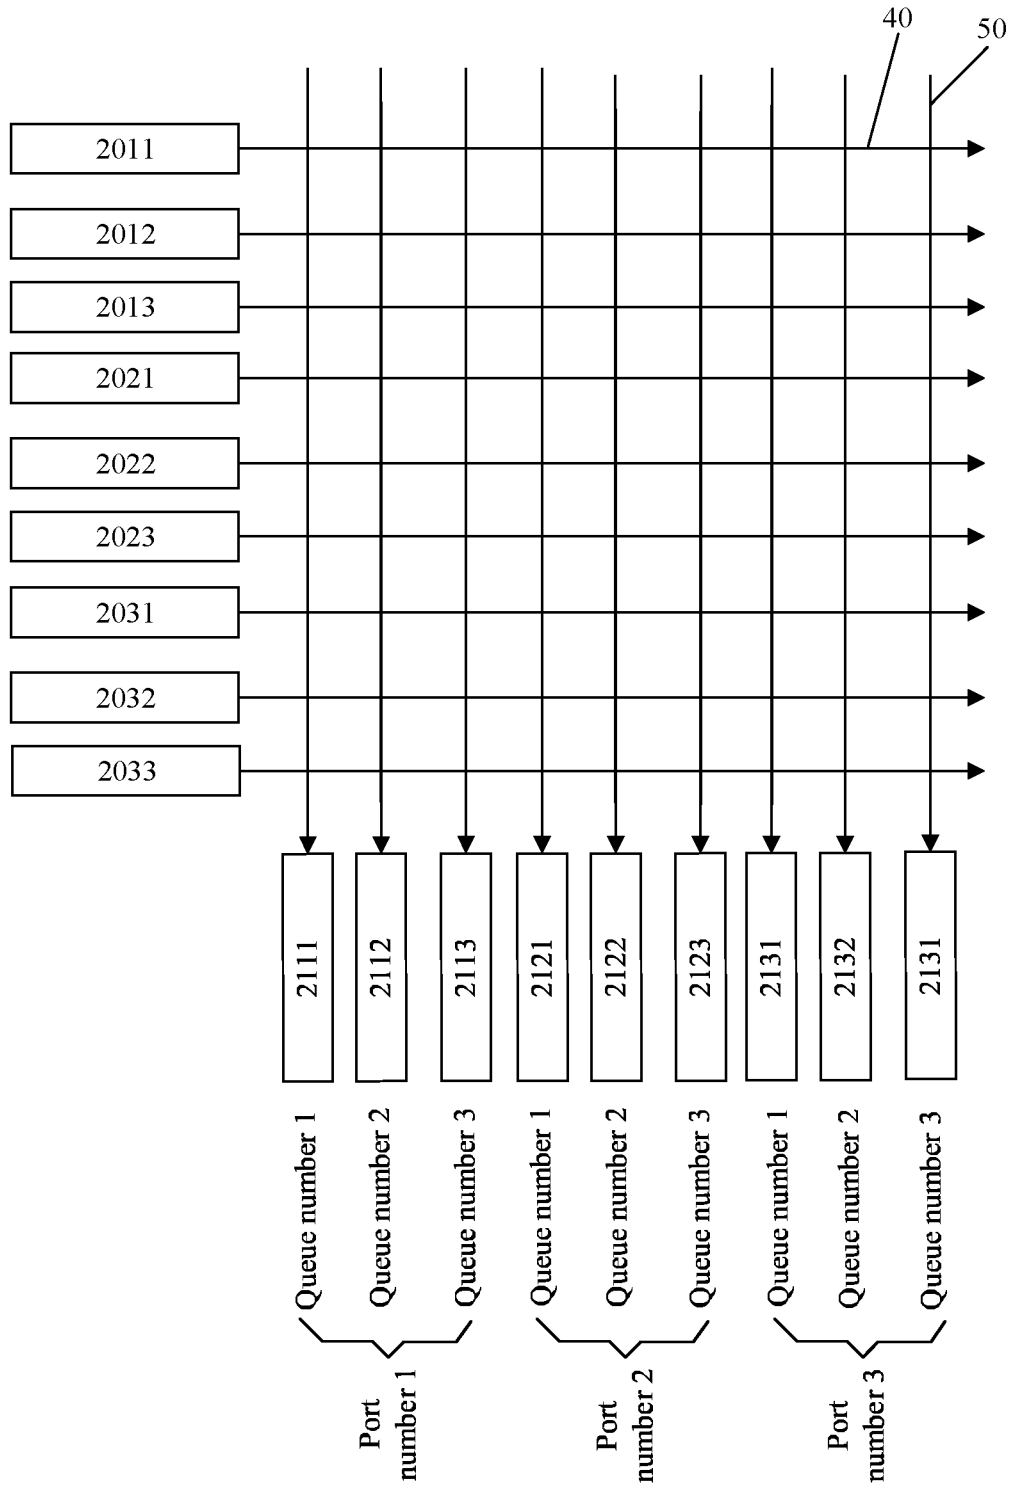 40
50
2011
2012
2013
2021
2022
2023
2031
2032
2033
2111
2112
2113
2121
2122
2123
2131
2132
2131
Queue number 1
Queue number 2
Queue number 3
Queue number 1
Queue number 2
Queue number 3
Queue number 1
Queue number 2
Queue number 3
Port
number 1
Port
number 2
Port
number 3